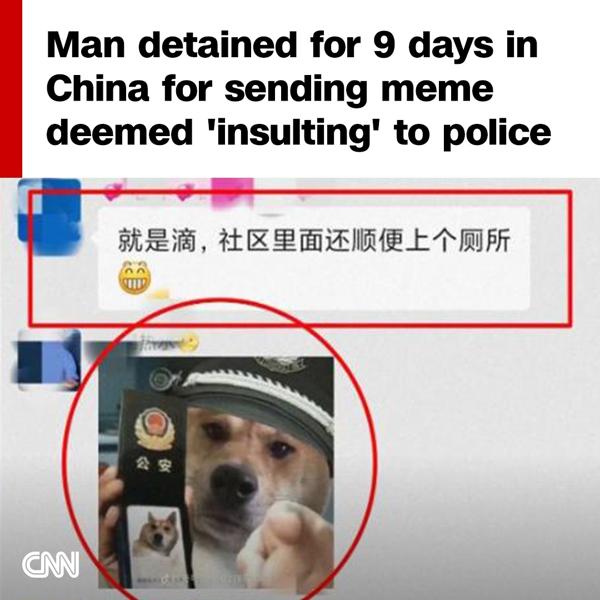 Man detained for 9 days in
China for sending meme
deemed 'insulting' to police
就是滴，社区里面还顺便上个厕所
公安
CNN